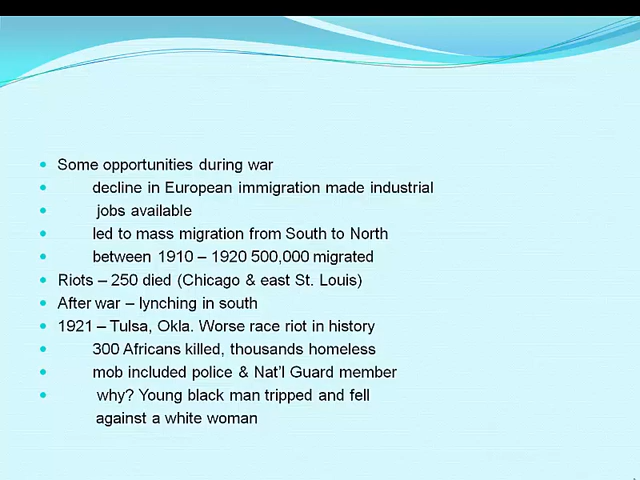 Some opportunities during war
decline in European immigration made industrial
jobs available
led to mass migration from South to North
between 1910 – 1920 500,000 migrated
Riots – 250 died (Chicago & east St. Louis)
After war – lynching in south
1921 – Tulsa, Okla. Worse race riot in history
300 Africans killed, thousands homeless
mob included police & Nat'l Guard member
why? Young black man tripped and fell
against a white woman